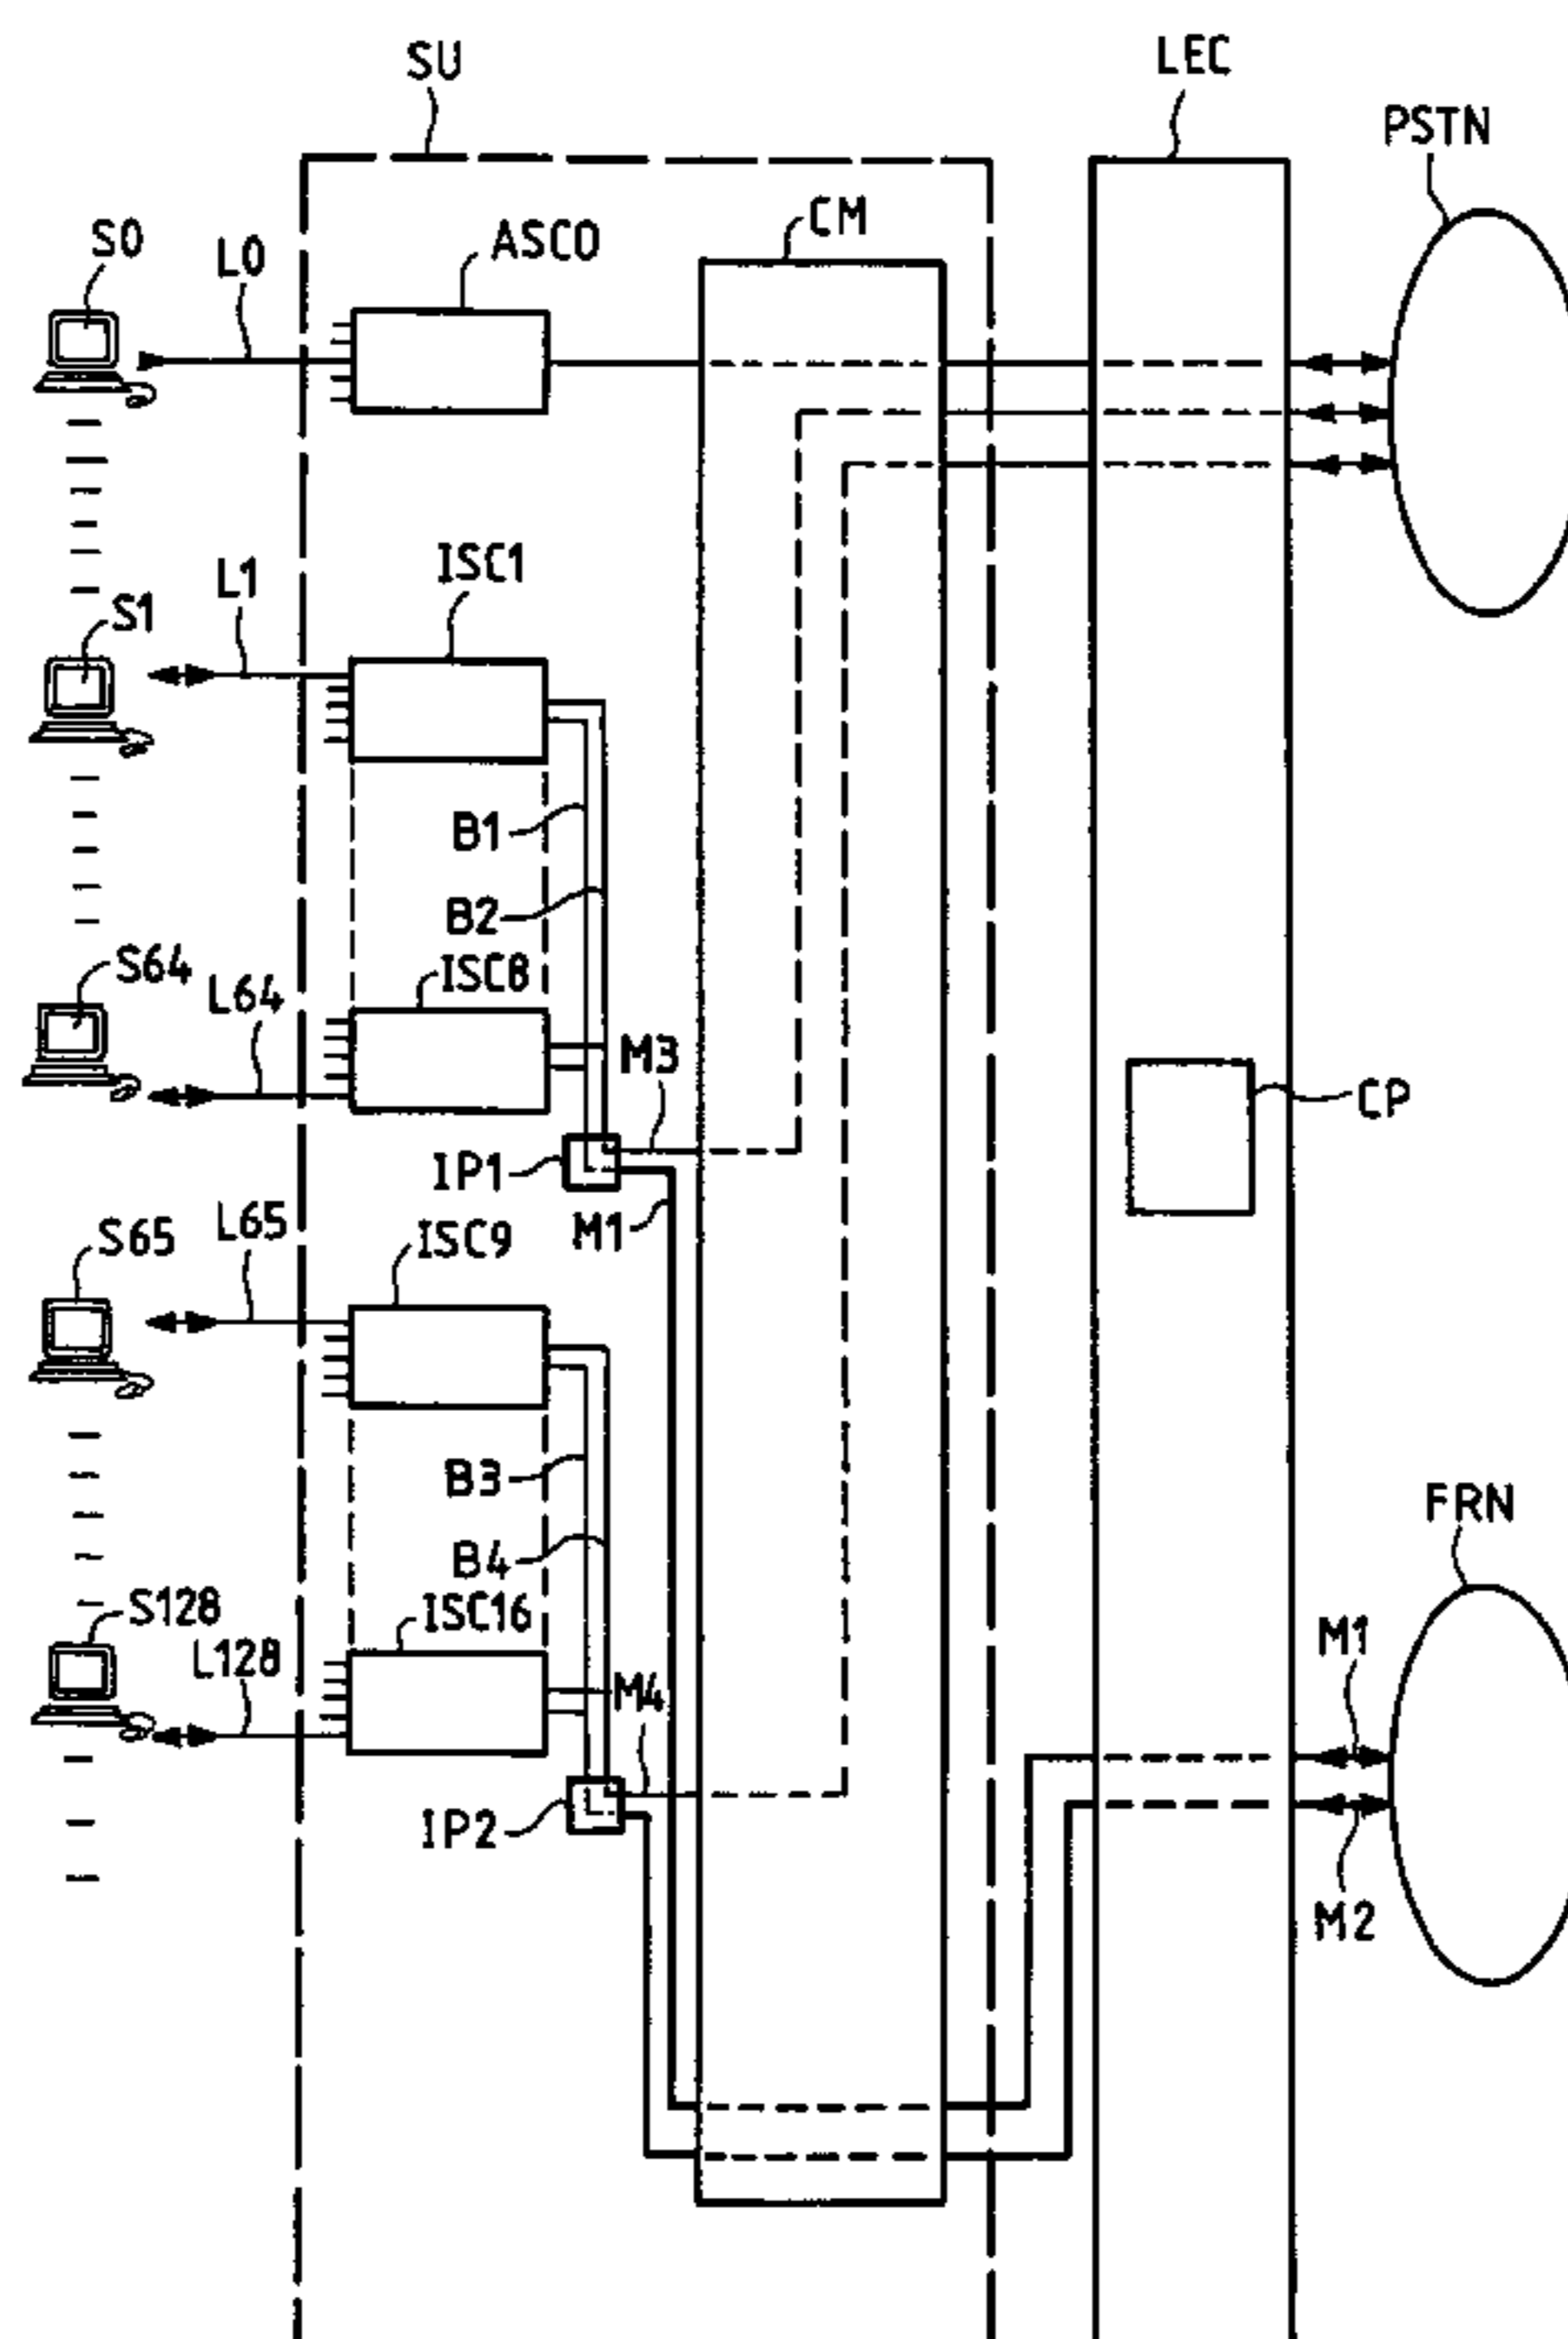 SU
LEC
PSTN
S0
L0
ASC0
CM
ISC1
L1
S1
B1
B2
S64
L64
ISC8
M3
CP
IP1
M1
S65
L65
ISC9
B3
FRN
B4
S128
ISC16
M1
L128
M4
IP2
M2